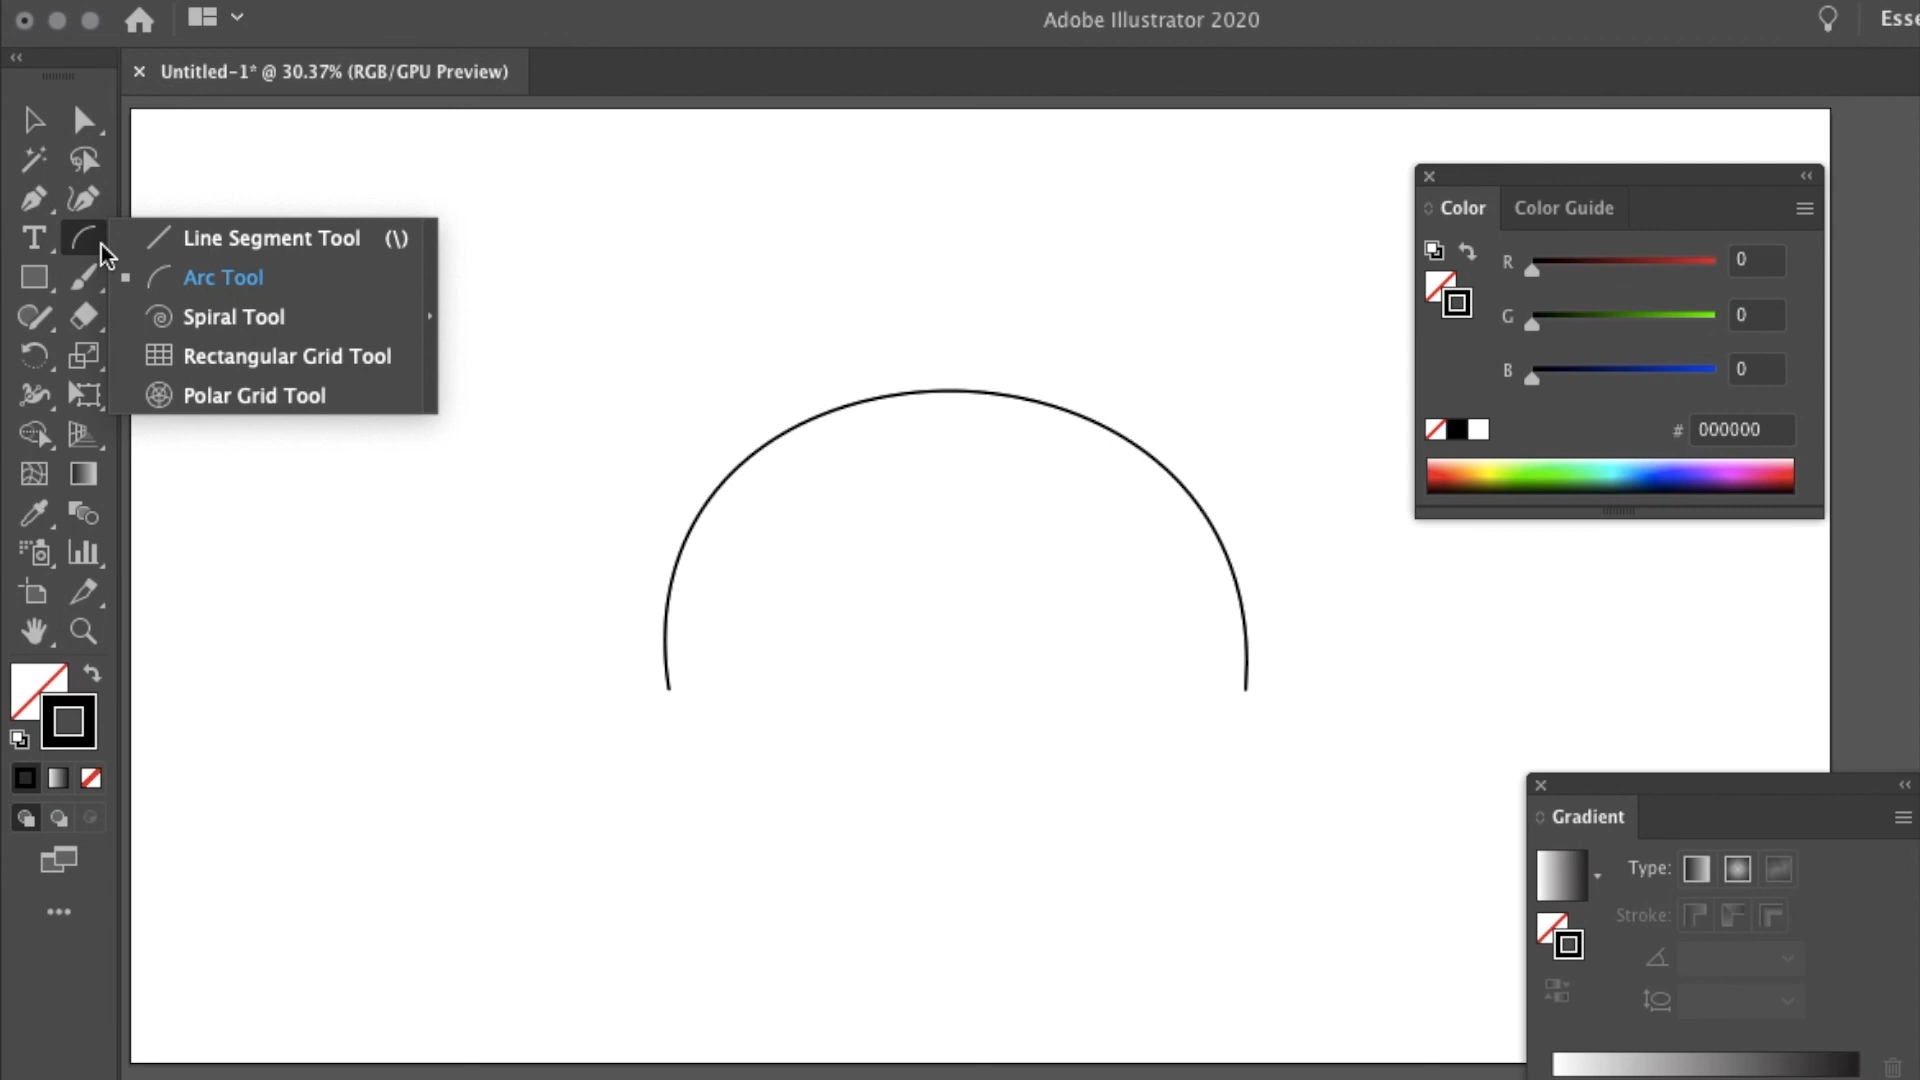 Adobe Illustrator 2020
Esse
Untitled-1* @ 30.37% (RGB/GPU Preview)
Line Segment Tool (\)
Arc Tool
Spiral Tool
Rectangular Grid Tool
Polar Grid Tool
Color
Color Guide
R 0
G 0
B 0
# 000000
Gradient
Type:
Stroke: